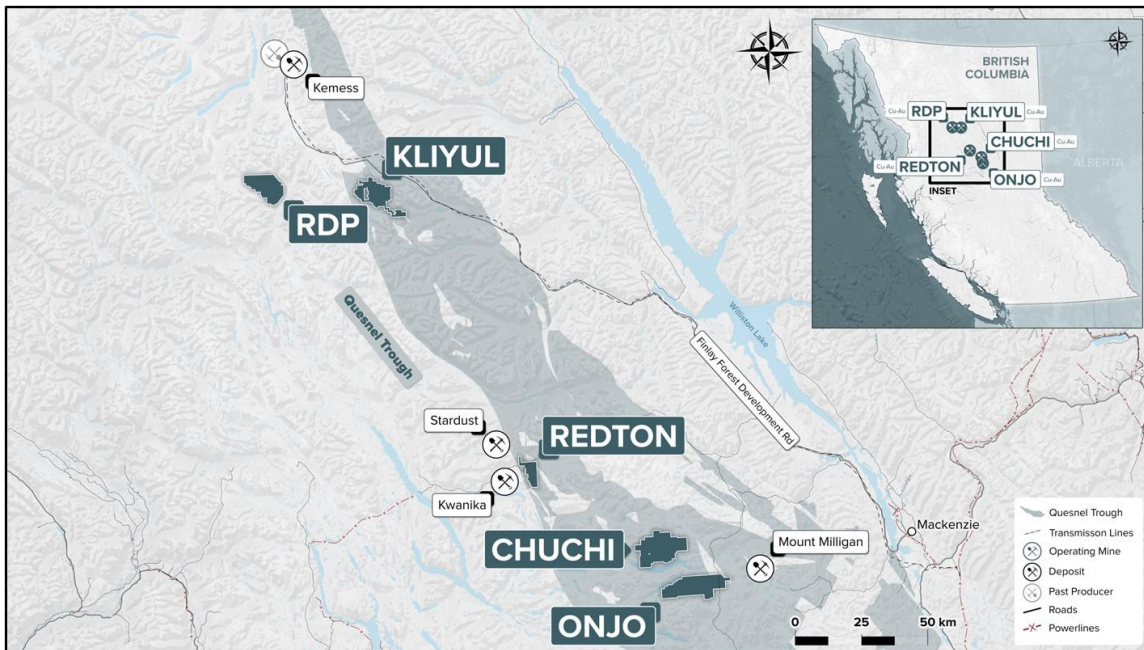 Kemess
KLIYUL
RDP
Quesnel Trough
Williston Lake
Finlay Forest Development Rd
Stardust
REDTON
Kwanika
CHUCHI
Mount Milligan
ONJO
Mackenzie
0 25 50 km
BRITISH
COLUMBIA
ALBERTA
RDP
Cu-Au
KLIYUL
Cu-Au
CHUCHI
Cu-Au
REDTON
Cu-Au
ONJO
Cu-Au
INSET
Quesnel Trough
Transmisson Lines
Operating Mine
Deposit
Past Producer
Roads
Powerlines